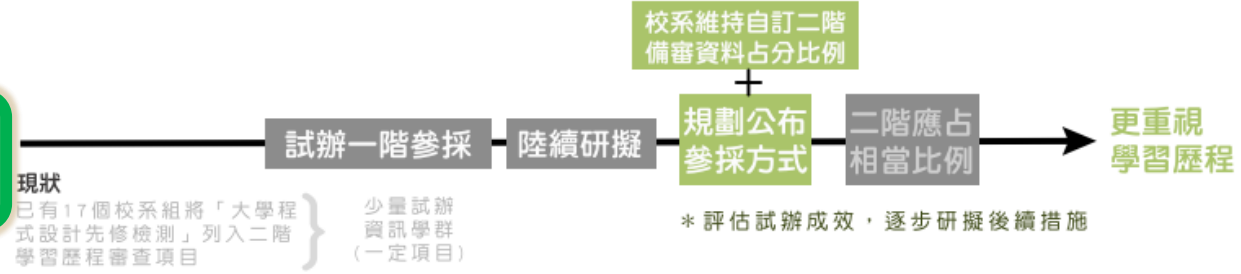 校系維持自訂二階
備審資料占分比例
+
試辦一階參採
陸續研擬
規劃公布
參採方式
二階應占
相當比例
更重視
學習歷程
現狀
已有17個校系組將「大學程
式設計先修檢測」列入二階
學習歷程審查項目
少量試辦
資訊學群
(一定項目)
＊評估試辦成效，逐步研擬後續措施